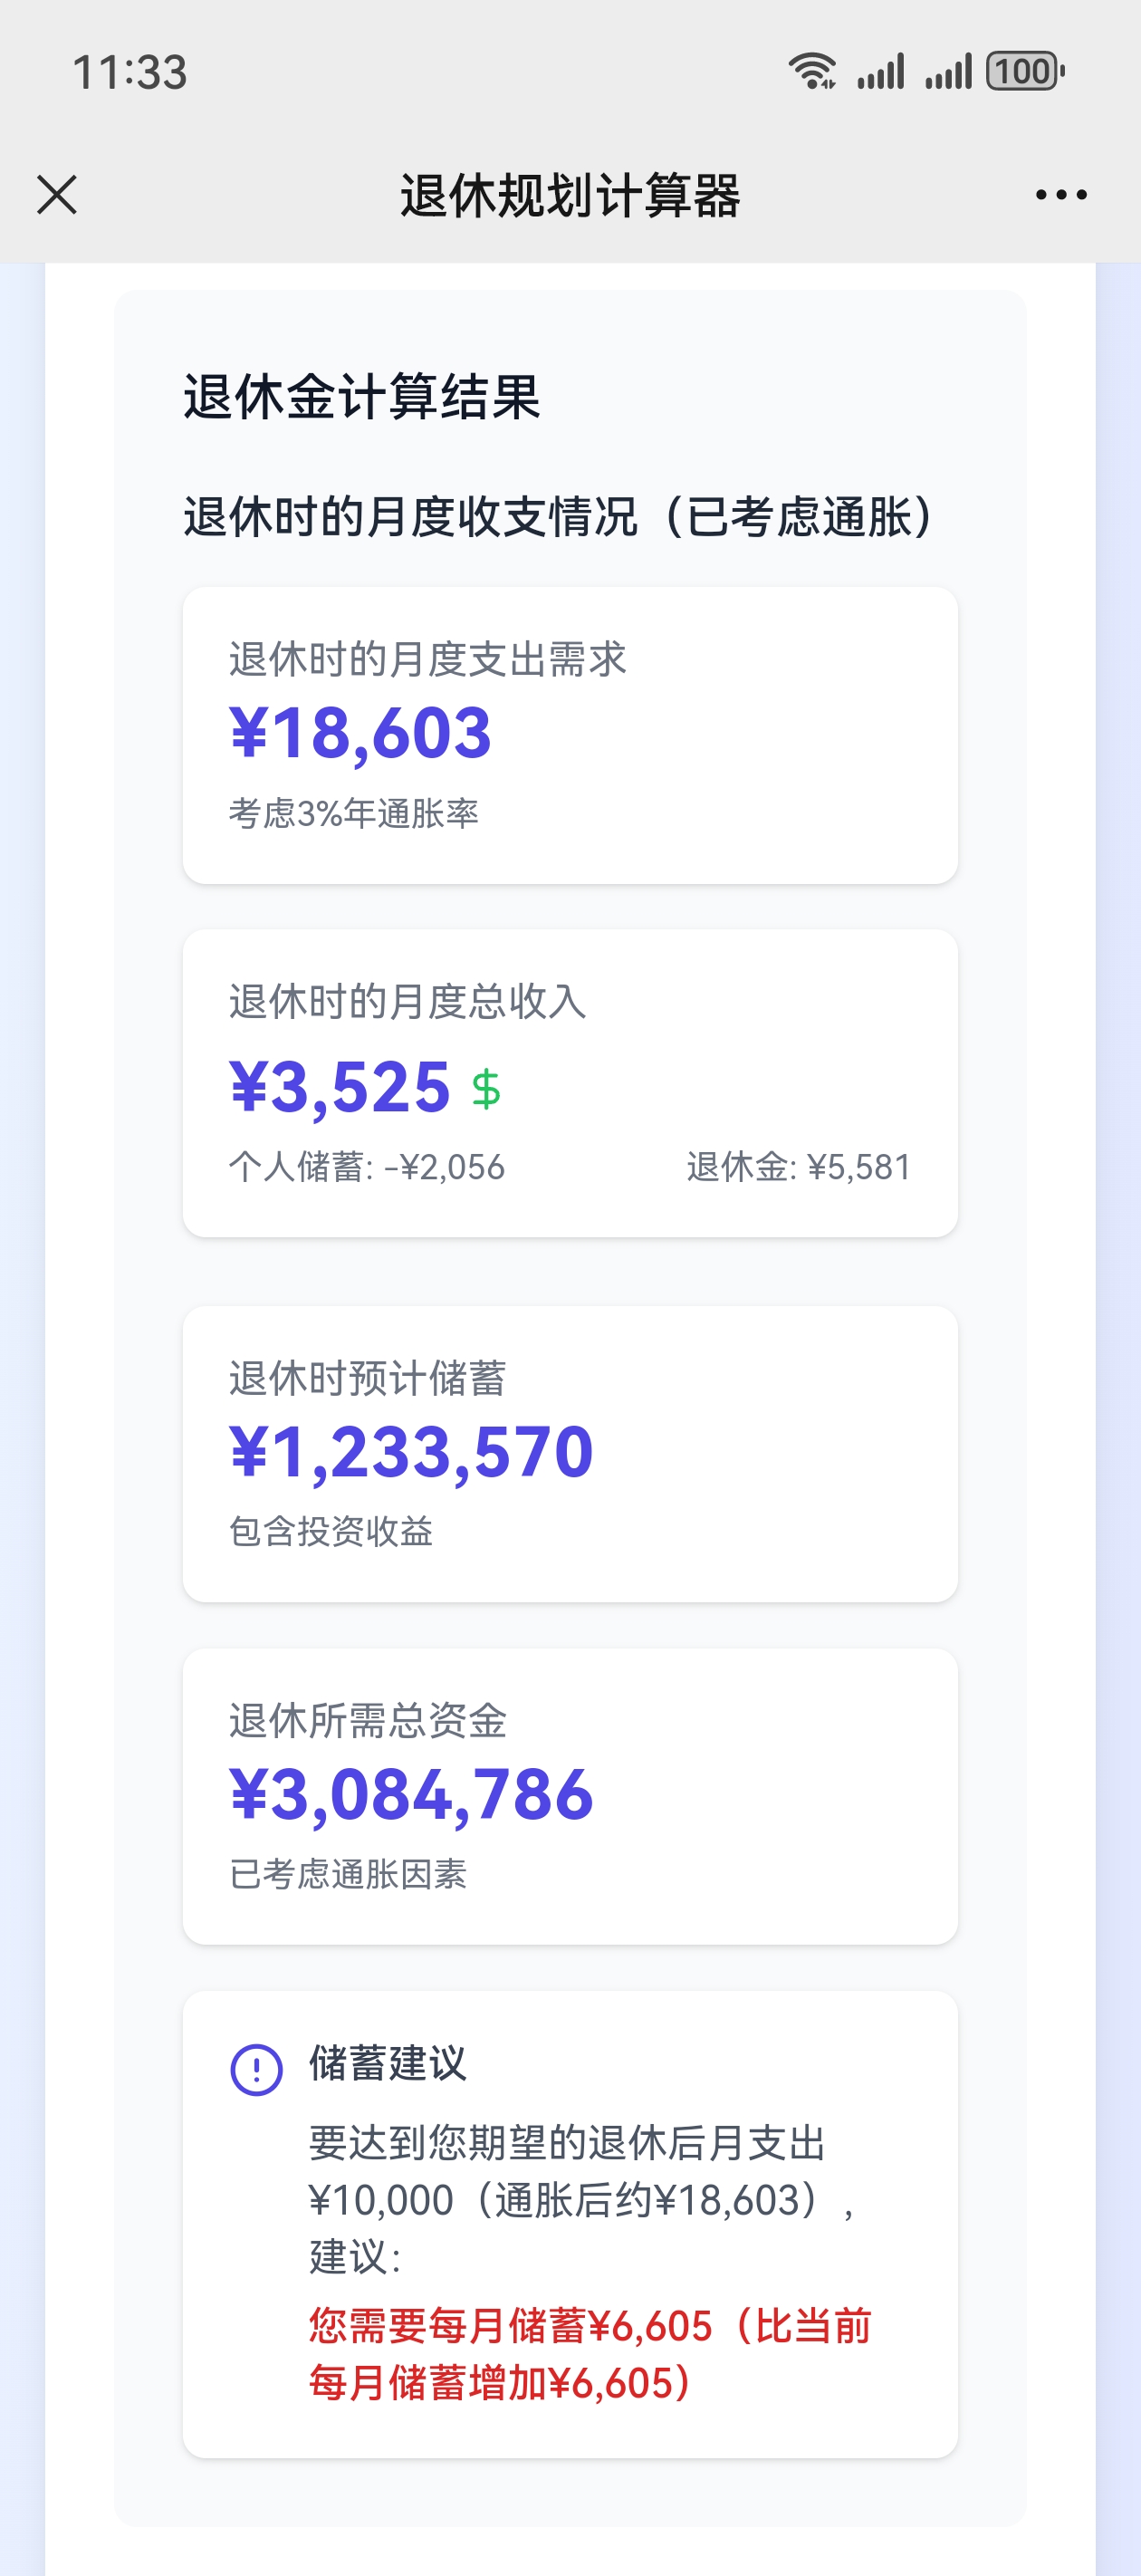 11:33
100
退休规划计算器
退休金计算结果
退休时的月度收支情况（已考虑通胀）
退休时的月度支出需求
¥18,603
考虑3%年通胀率
退休时的月度总收入
¥3,525 $
个人储蓄: -¥2,056 退休金: ¥5,581
退休时预计储蓄
¥1,233,570
包含投资收益
退休所需总资金
¥3,084,786
已考虑通胀因素
储蓄建议
要达到您期望的退休后月支出
¥10,000（通胀后约¥18,603）,
建议:
您需要每月储蓄¥6,605（比当前
每月储蓄增加¥6,605）